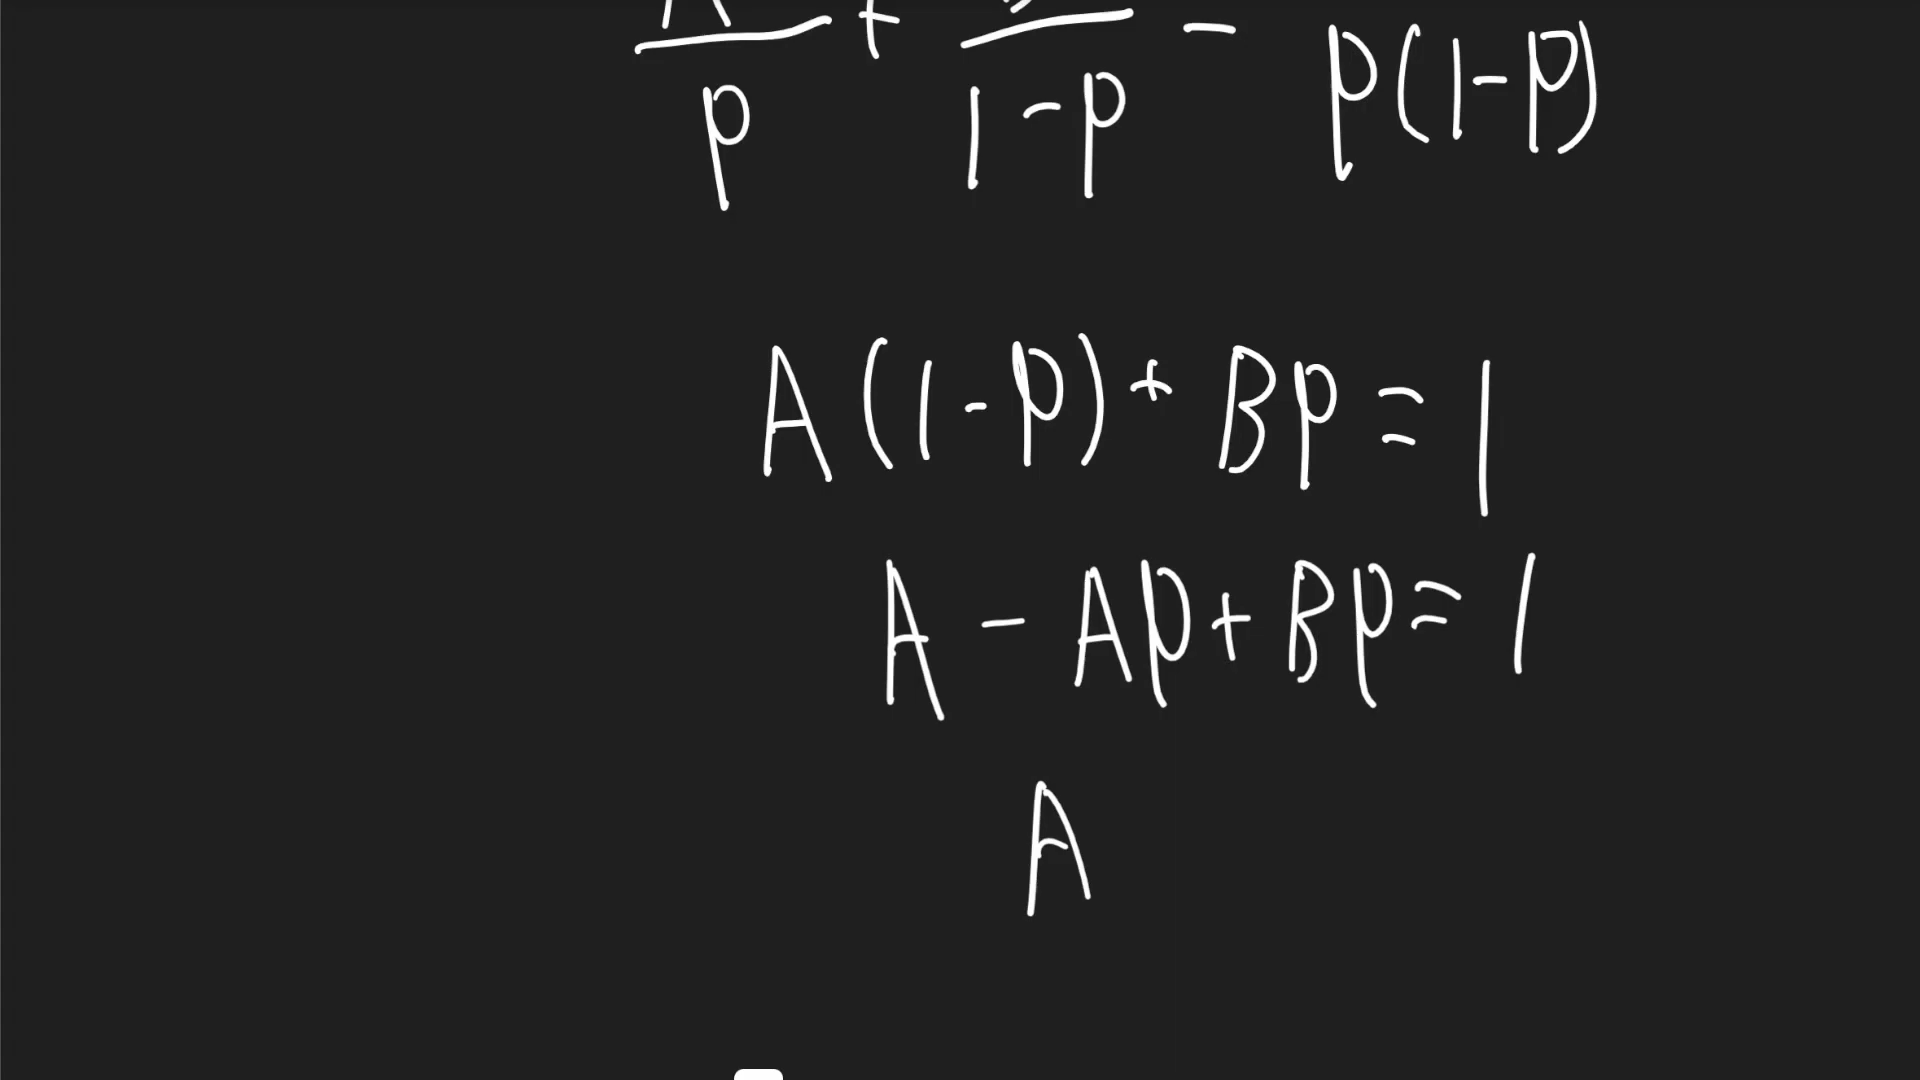 A/p + B/1-p - p(1-p)
A(1-p) + Bp = 1
A - Ap + Bp = 1
A